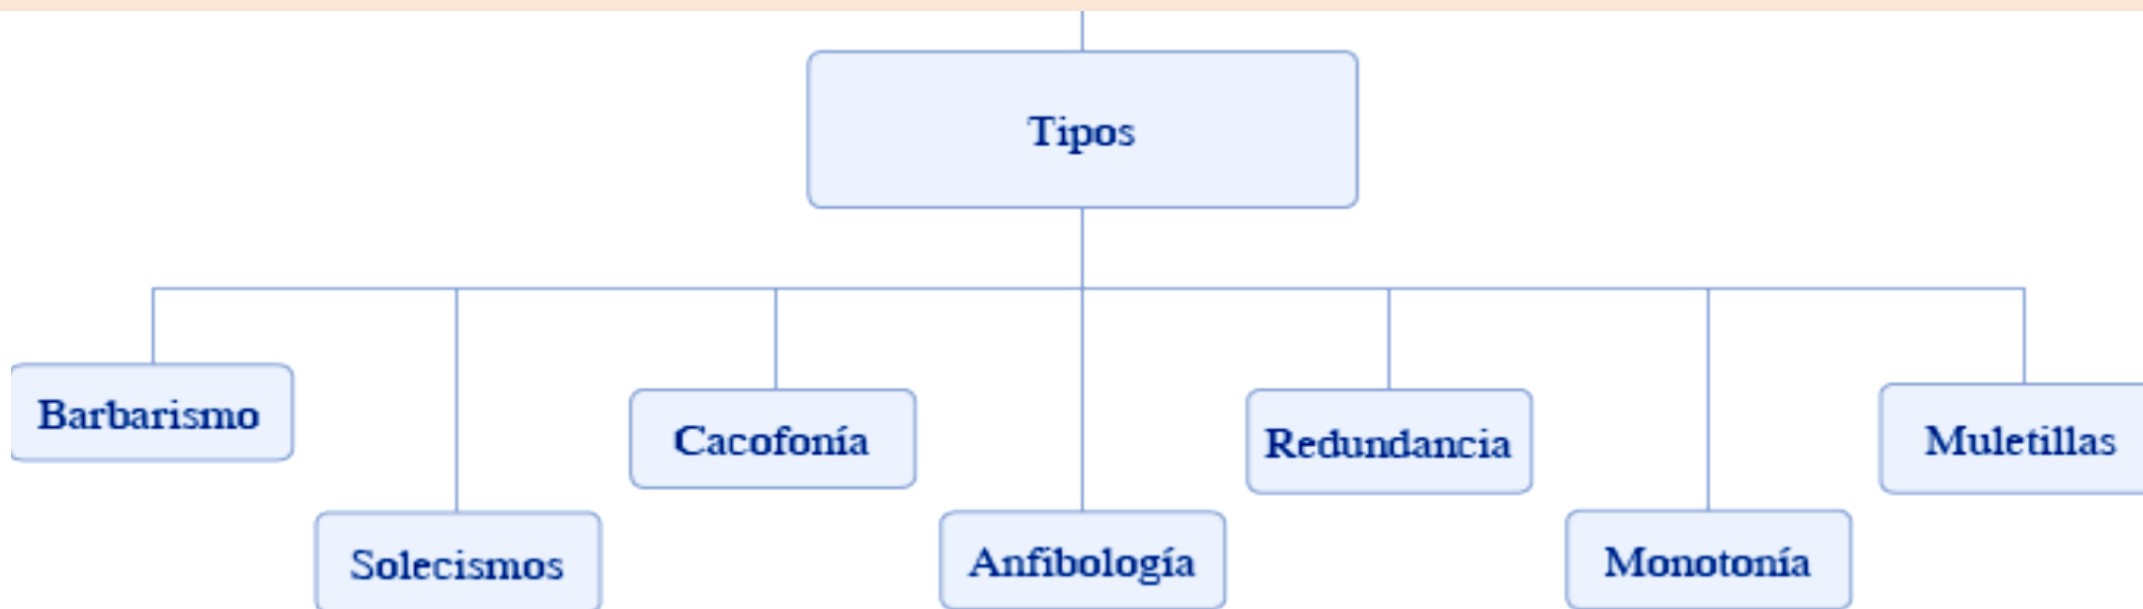 Tipos
Barbarismo
Solecismos
Cacofonía
Anfibología
Redundancia
Monotonía
Muletillas